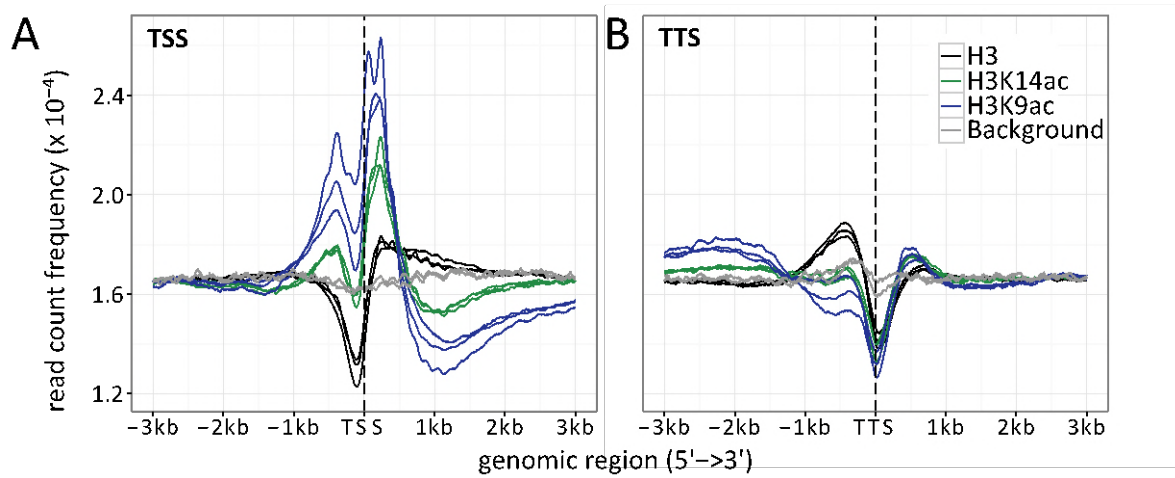 A
TSS
B
TTS
H3
H3K14ac
H3K9ac
Background
read count frequency (x 10⁻⁴)
2.4
2.0
1.6
1.2
−3kb −2kb −1kb TSS 1kb 2kb 3kb
−3kb −2kb −1kb TTS 1kb 2kb 3kb
genomic region (5'−>3')